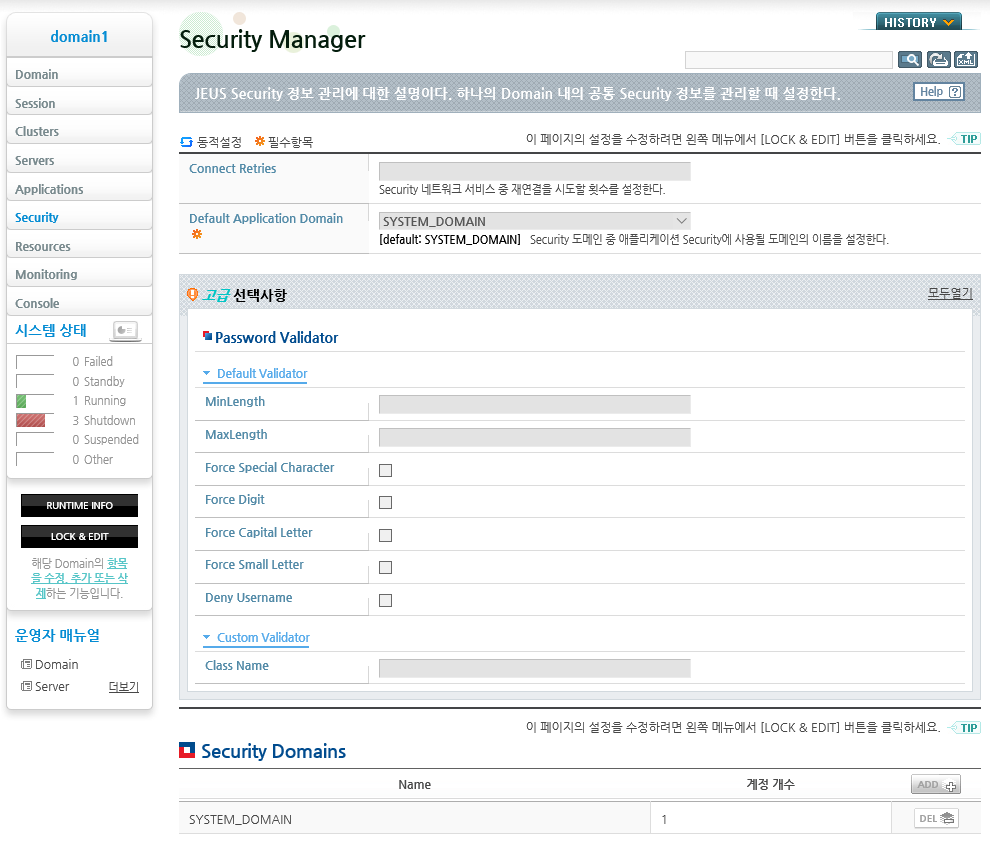 domain1
Domain
Session
Clusters
Servers
Applications
Security
Resources
Monitoring
Console
시스템 상태
0 Failed
0 Standby
1 Running
3 Shutdown
0 Suspended
0 Other
RUNTIME INFO
LOCK & EDIT
해당 Domain의 항목
을 수정, 추가 또는 삭
제하는 기능입니다.
운영자 매뉴얼
Domain
Server 더보기
HISTORY
Security Manager
XML
JEUS Security 정보 관리에 대한 설명이다. 하나의 Domain 내의 공통 Security 정보를 관리할 때 설정한다.
Help ?
동적설정 필수항목
이 페이지의 설정을 수정하려면 왼쪽 메뉴에서 [LOCK & EDIT] 버튼을 클릭하세요. TIP
Connect Retries
Security 네트워크 서비스 중 재연결을 시도할 횟수를 설정한다.
Default Application Domain
SYSTEM_DOMAIN
[default: SYSTEM_DOMAIN] Security 도메인 중 애플리케이션 Security에 사용될 도메인의 이름을 설정한다.
고급 선택사항 모두열기
Password Validator
Default Validator
MinLength
MaxLength
Force Special Character
Force Digit
Force Capital Letter
Force Small Letter
Deny Username
Custom Validator
Class Name
이 페이지의 설정을 수정하려면 왼쪽 메뉴에서 [LOCK & EDIT] 버튼을 클릭하세요. TIP
Security Domains
Name 계정 개수 ADD
SYSTEM_DOMAIN 1 DEL